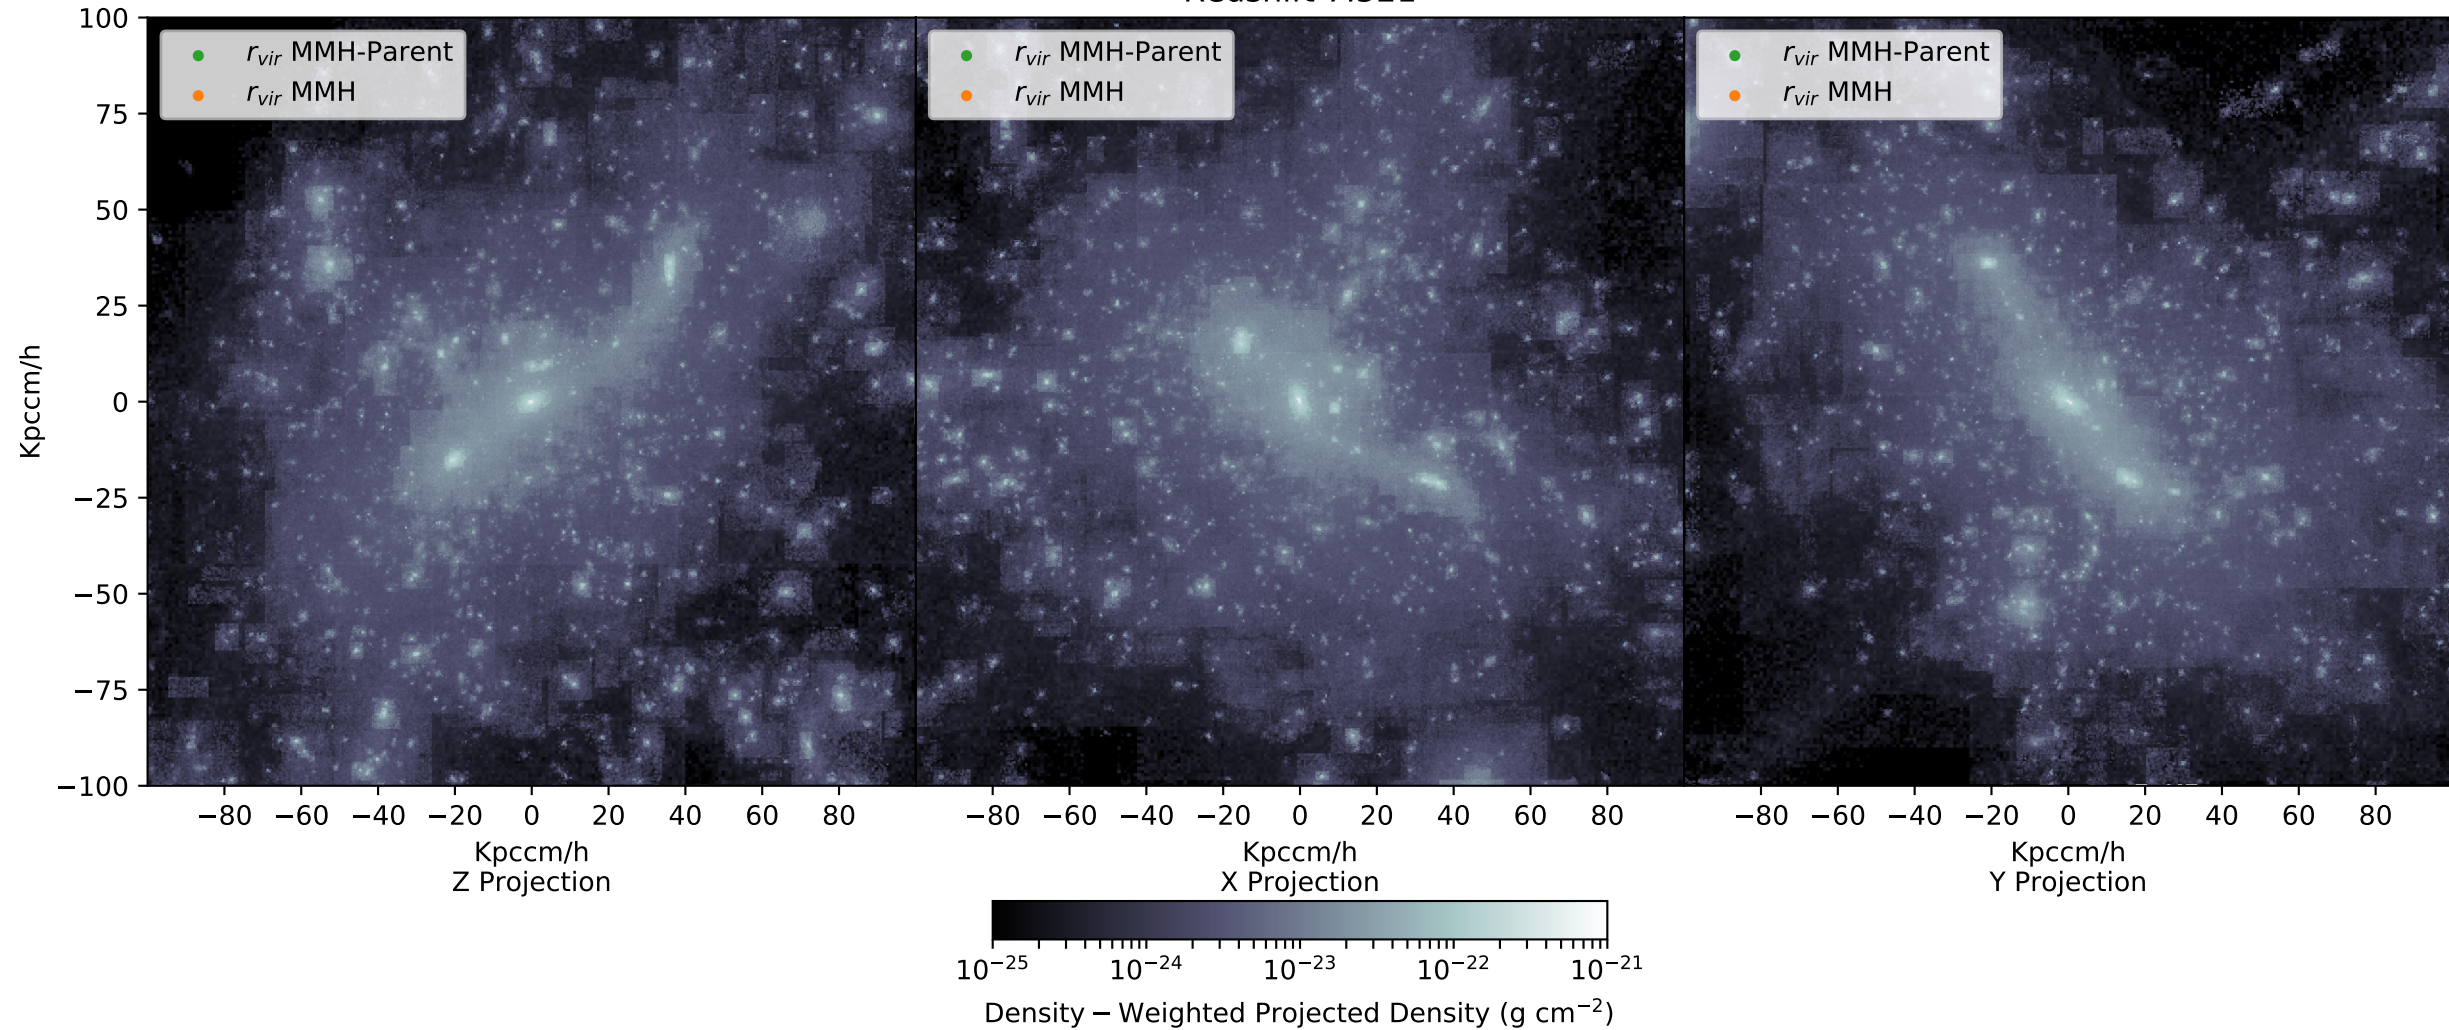 r_vir MMH-Parent
r_vir MMH
r_vir MMH-Parent
r_vir MMH
r_vir MMH-Parent
r_vir MMH
100
75
50
25
0
−25
−50
−75
−100
Kpccm/h
−80 −60 −40 −20 0 20 40 60 80
−80 −60 −40 −20 0 20 40 60 80
−80 −60 −40 −20 0 20 40 60 80
Kpccm/h
Z Projection
Kpccm/h
X Projection
Kpccm/h
Y Projection
10⁻²⁵ 10⁻²⁴ 10⁻²³ 10⁻²² 10⁻²¹
Density − Weighted Projected Density (g cm⁻²)